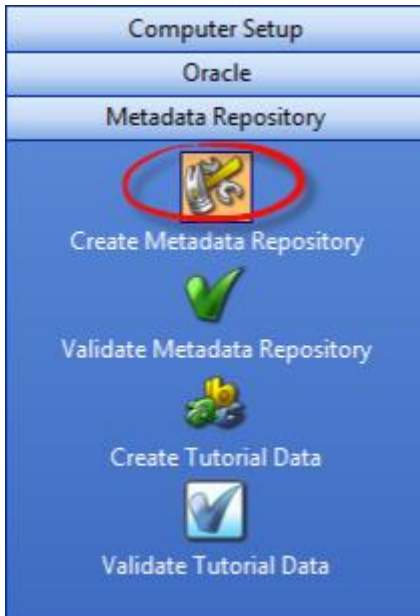 Computer Setup
Oracle
Metadata Repository
Create Metadata Repository
Validate Metadata Repository
Create Tutorial Data
Validate Tutorial Data